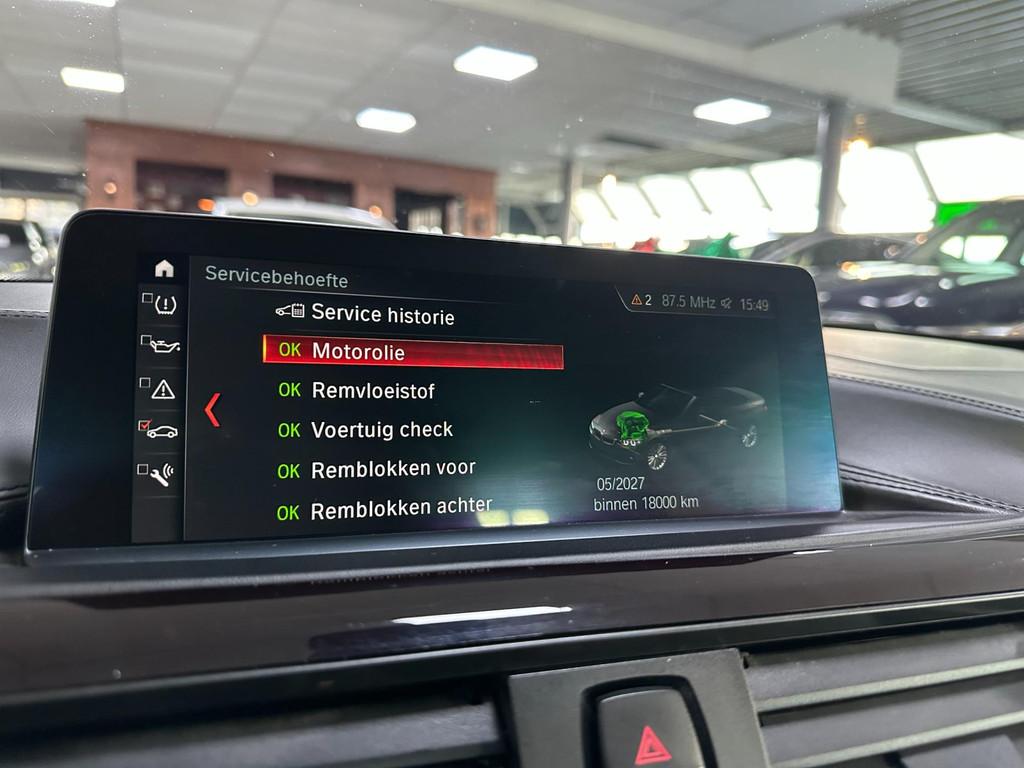 Servicebehoefte
2 87.5 MHz 15:49
Service historie
OK Motorolie
OK Remvloeistof
OK Voertuig check
OK Remblokken voor
OK Remblokken achter
05/2027
binnen 18000 km